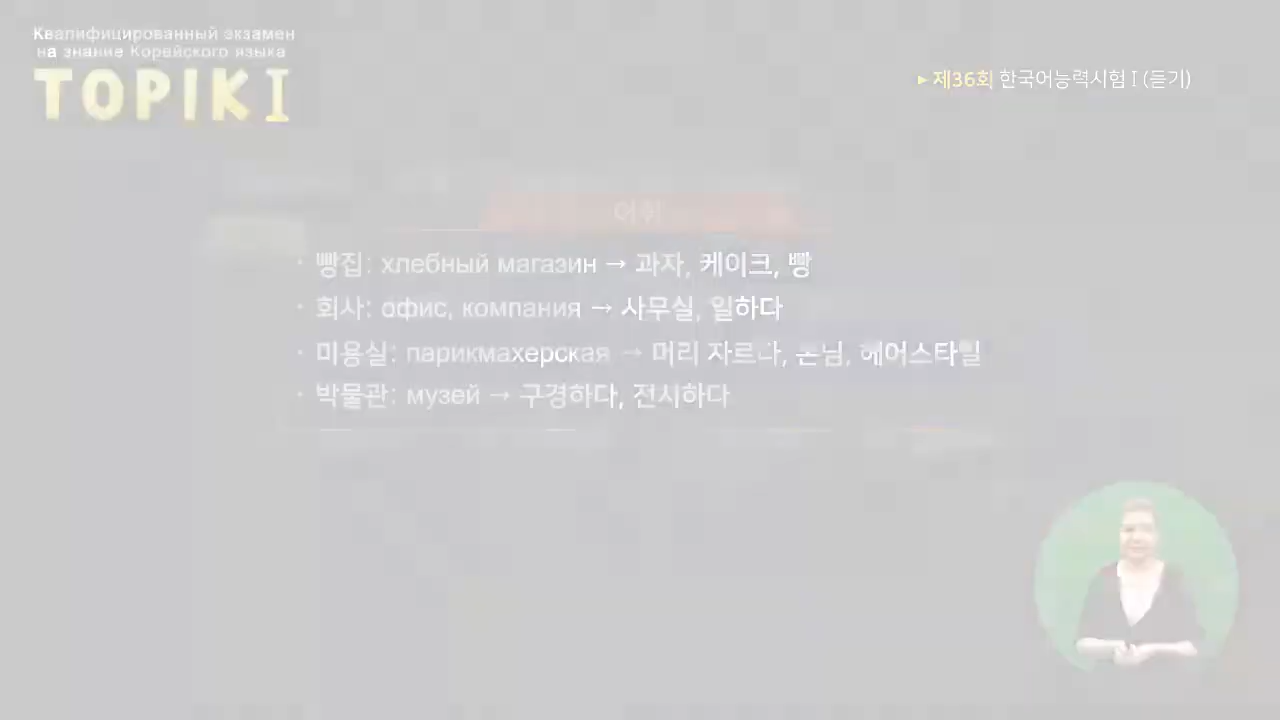 Квалифицированный экзамен
на знание Корейского языка
TOPIK I
▸ 제36회 한국어능력시험 I (듣기)
어휘
· 빵집: хлебный магазин → 과자, 케이크, 빵
· 회사: офис, компания → 사무실, 일하다
· 미용실: парикмахерская → 머리 자르다, 손님, 헤어스타일
· 박물관: музей → 구경하다, 전시하다